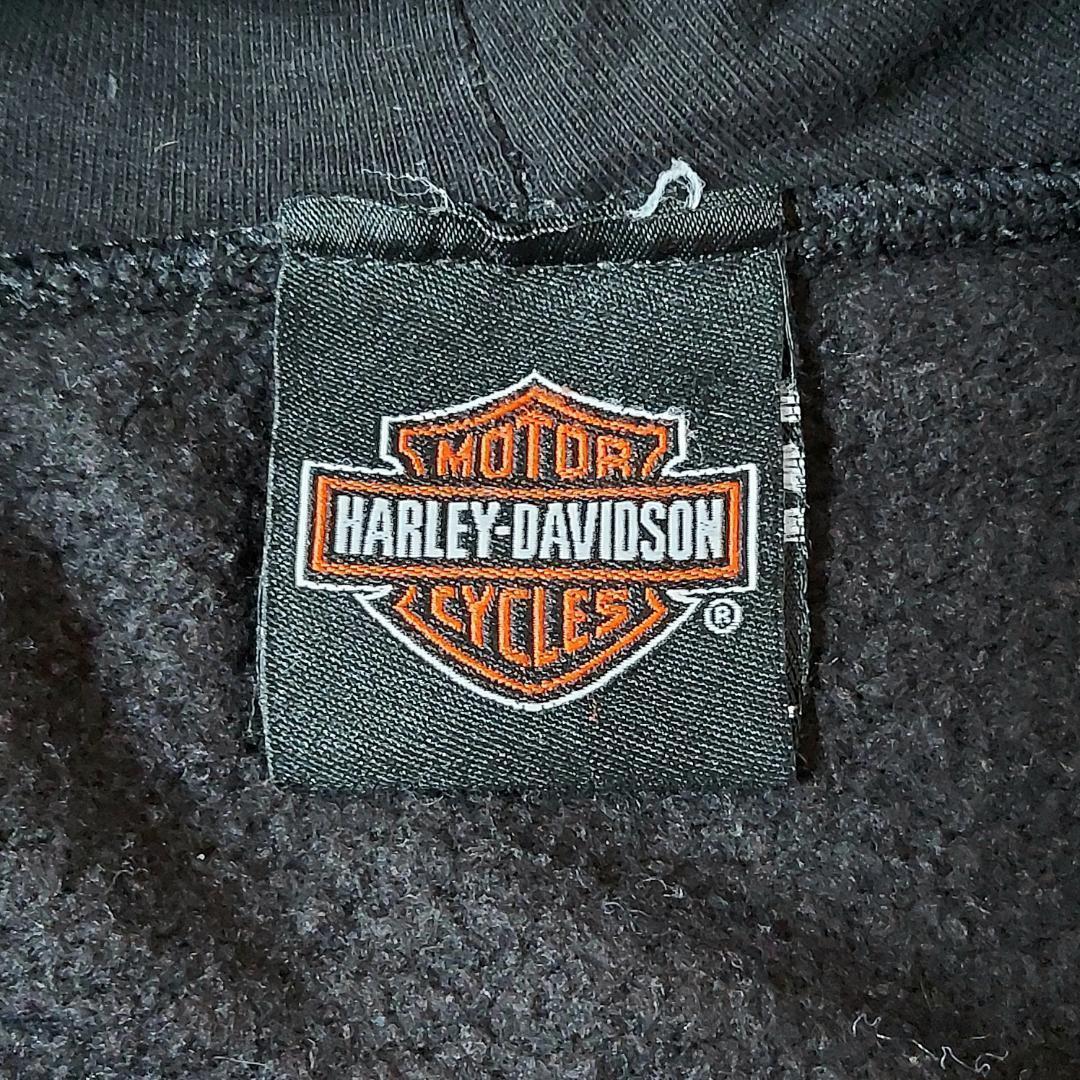 MOTOR
HARLEY-DAVIDSON
CYCLES
®